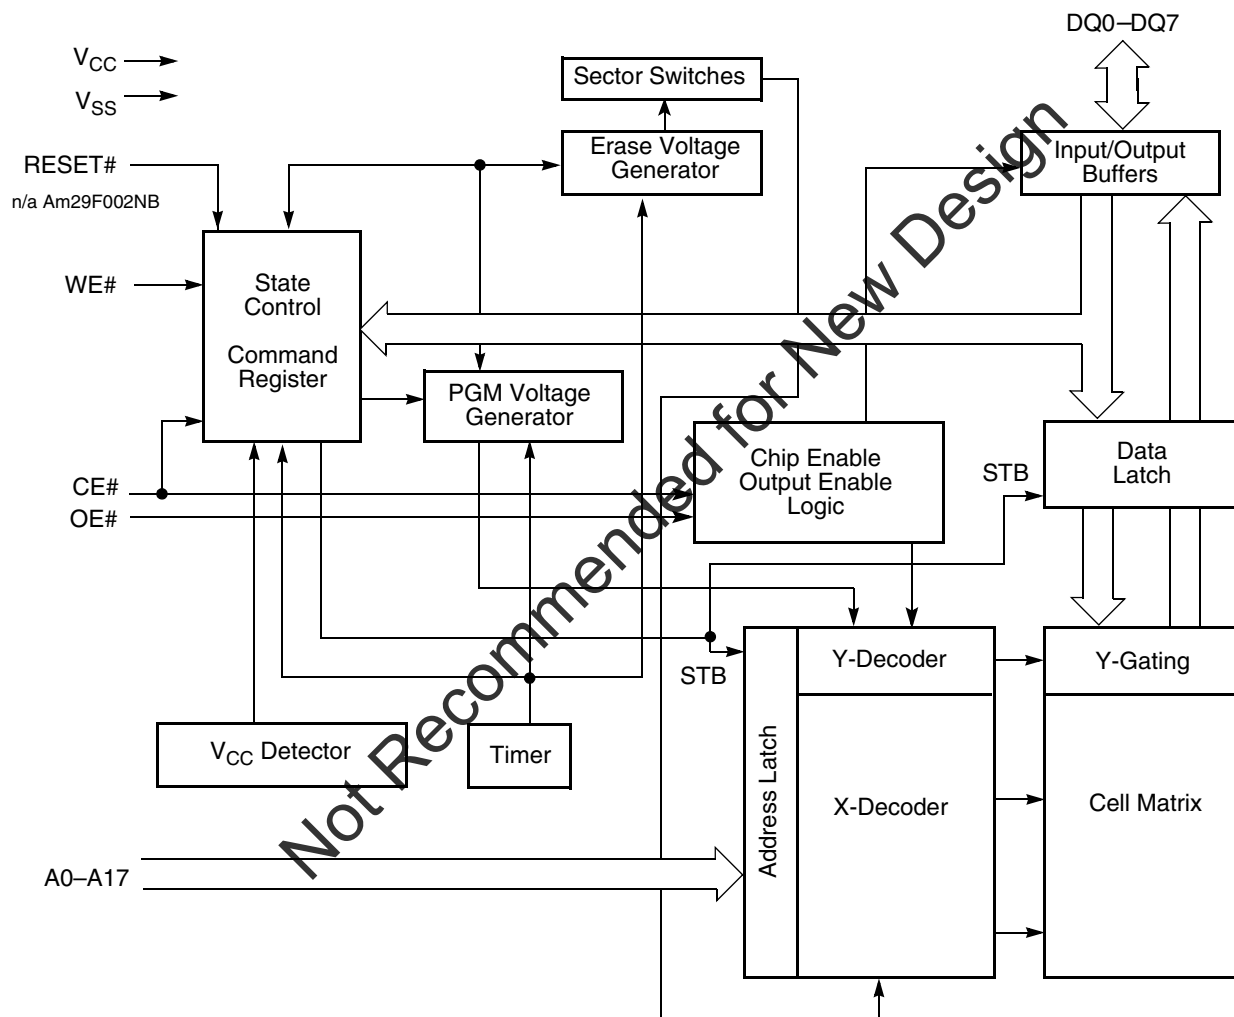 DQ0–DQ7
VCC
Sector Switches
VSS
Erase Voltage
Generator
Input/Output
Buffers
RESET#
n/a Am29F002NB
WE#
State
Control
Command
Register
PGM Voltage
Generator
Chip Enable
Output Enable
Logic
Data
Latch
STB
CE#
OE#
STB
Y-Decoder
Y-Gating
VCC Detector
Timer
Address Latch
X-Decoder
Cell Matrix
A0–A17
Not Recommended for New Design